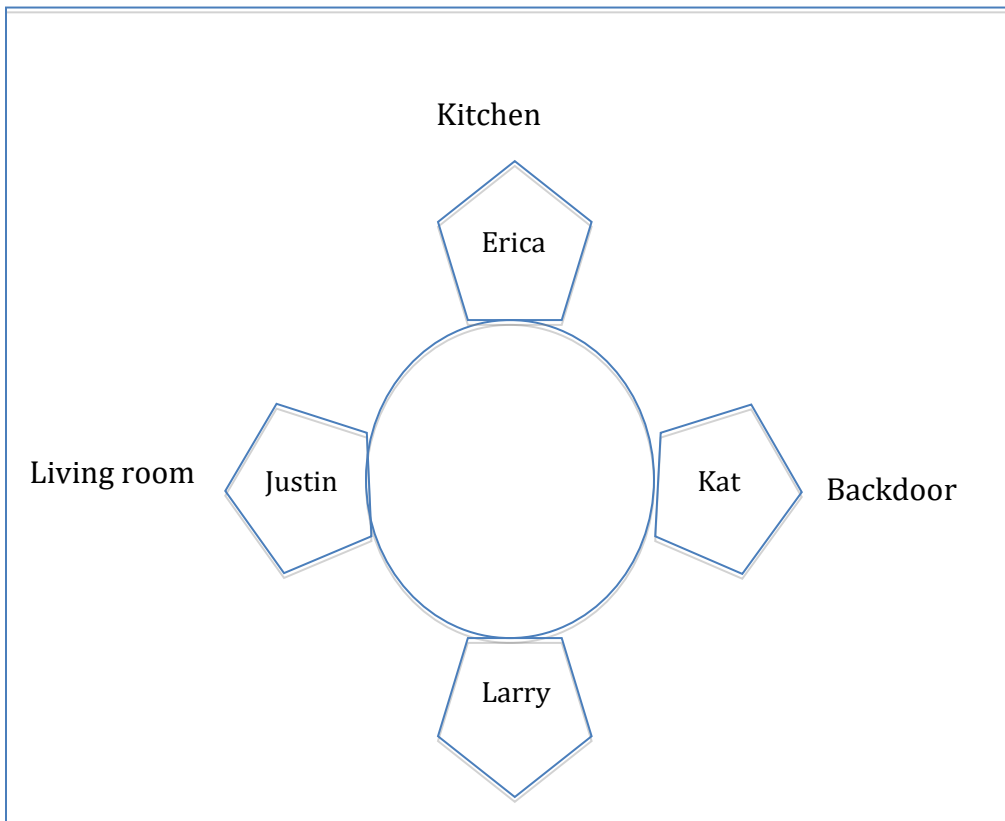 Kitchen
Erica
Living room
Justin
Kat
Backdoor
Larry